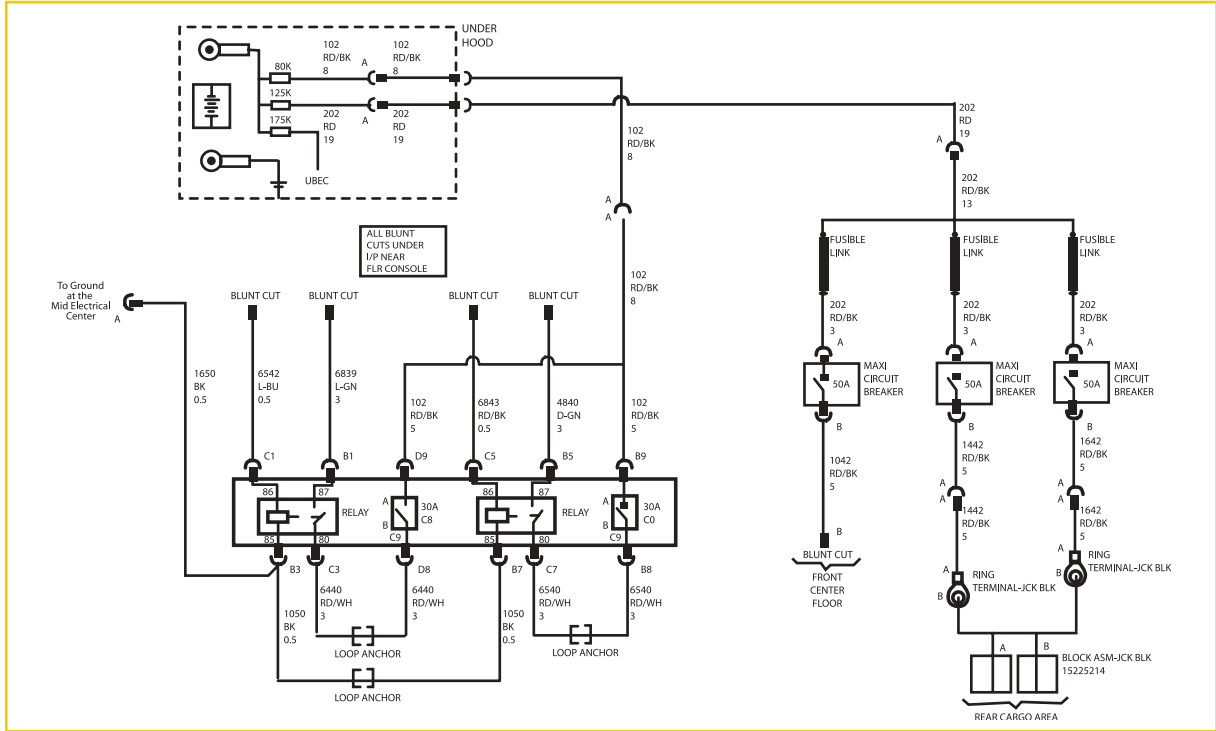 UNDER
HOOD
102
RD/BK
8
A
102
RD/BK
8
80K
125K
175K
202
RD
19
A
202
RD
19
UBEC
102
RD/BK
8
A
A
202
RD
19
A
202
RD/BK
13
ALL BLUNT
CUTS UNDER
I/P NEAR
FLR CONSOLE
To Ground
at the
Mid Electrical
Center
A
BLUNT CUT
BLUNT CUT
BLUNT CUT
BLUNT CUT
102
RD/BK
8
FUSIBLE
LINK
FUSIBLE
LINK
FUSIBLE
LINK
202
RD/BK
3
A
202
RD/BK
3
A
202
RD/BK
3
A
50A
MAXI
CIRCUIT
BREAKER
50A
MAXI
CIRCUIT
BREAKER
50A
MAXI
CIRCUIT
BREAKER
B
B
B
1650
BK
0.5
6542
L-BU
0.5
6839
L-GN
3
102
RD/BK
5
6843
RD/BK
0.5
4840
D-GN
3
102
RD/BK
5
1042
RD/BK
5
1442
RD/BK
5
1642
RD/BK
5
C1
B1
D9
C5
B5
B9
86
87
RELAY
85
80
A
30A
C8
B
C9
86
87
RELAY
85
80
A
30A
C0
B
C9
B3
C3
D8
B7
C7
B8
1050
BK
0.5
6440
RD/WH
3
6440
RD/WH
3
1050
BK
0.5
6540
RD/WH
3
6540
RD/WH
3
LOOP ANCHOR
LOOP ANCHOR
LOOP ANCHOR
A
A
1442
RD/BK
5
A
A
1642
RD/BK
5
B
BLUNT CUT
FRONT
CENTER
FLOOR
A
B
RING
TERMINAL-JCK BLK
A
B
RING
TERMINAL-JCK BLK
A
B
BLOCK ASM-JCK BLK
15225214
REAR CARGO AREA